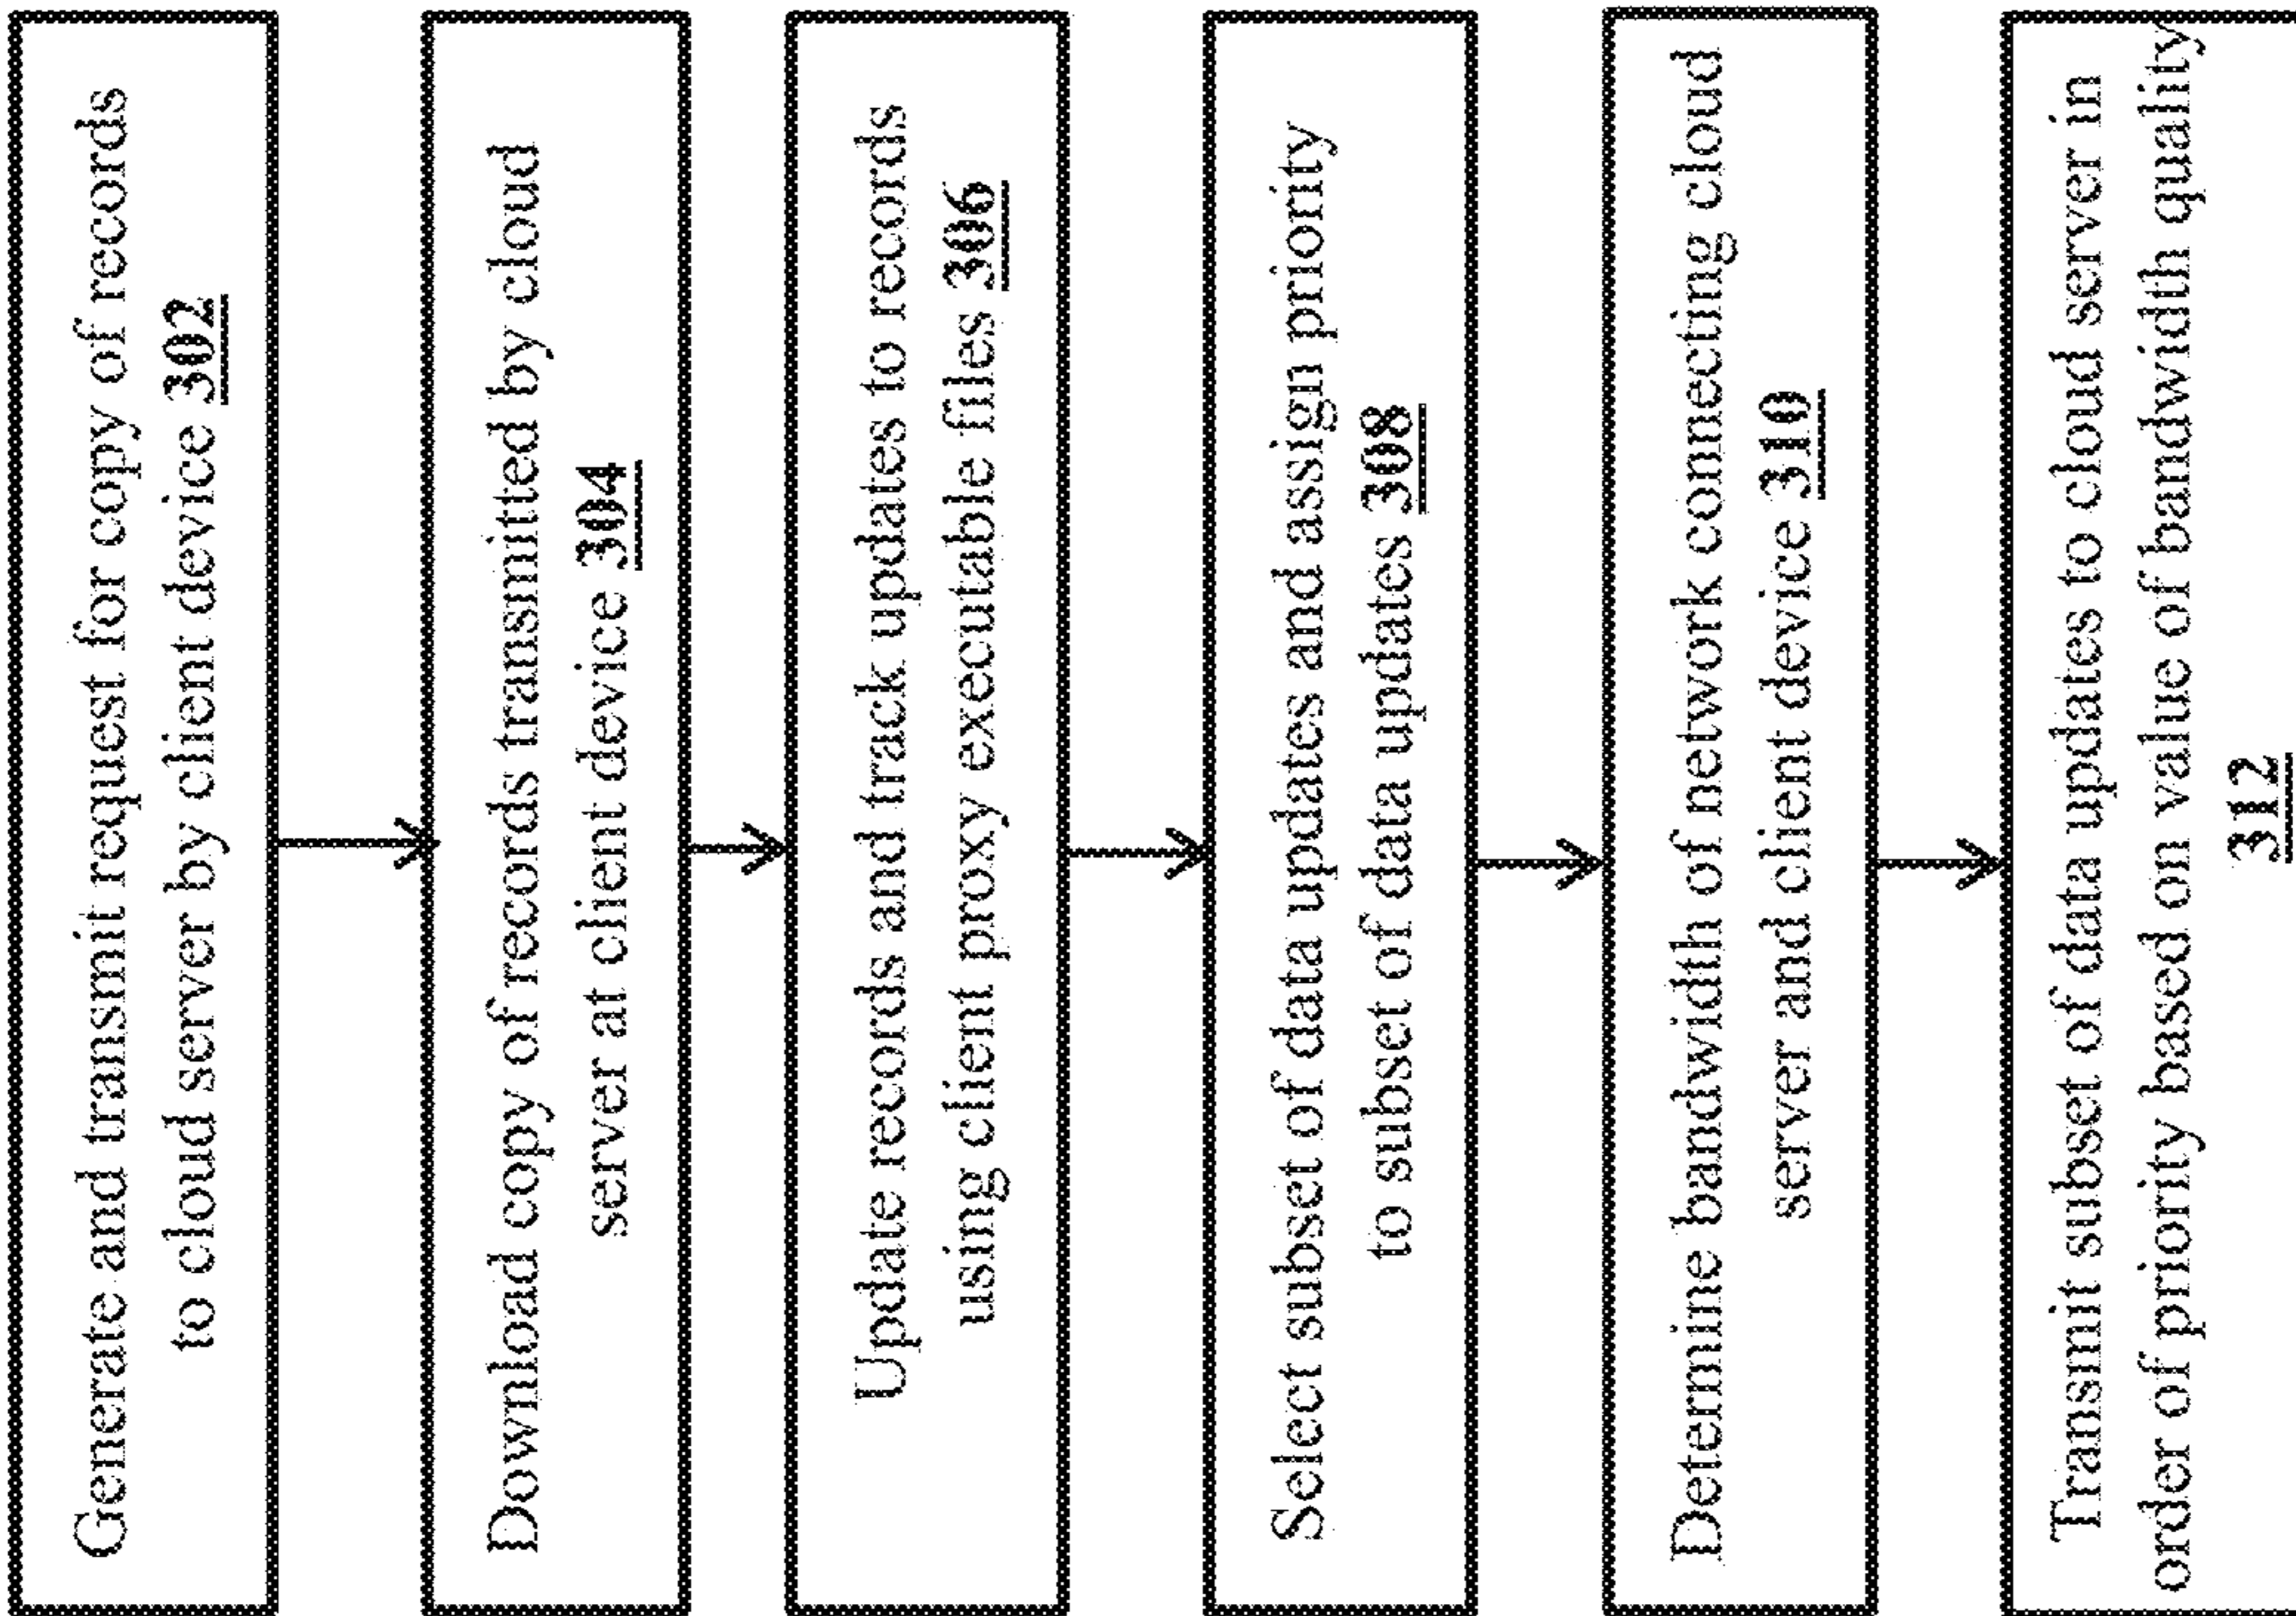 Generate and transmit request for copy of records
to cloud server by client device 302
Download copy of records transmitted by cloud
server at client device 304
Update records and track updates to records
using client proxy executable files 306
Select subset of data updates and assign priority
to subset of data updates 308
Determine bandwidth of network connecting cloud
server and client device 310
Transmit subset of data updates to cloud server in
order of priority based on value of bandwidth quality
312